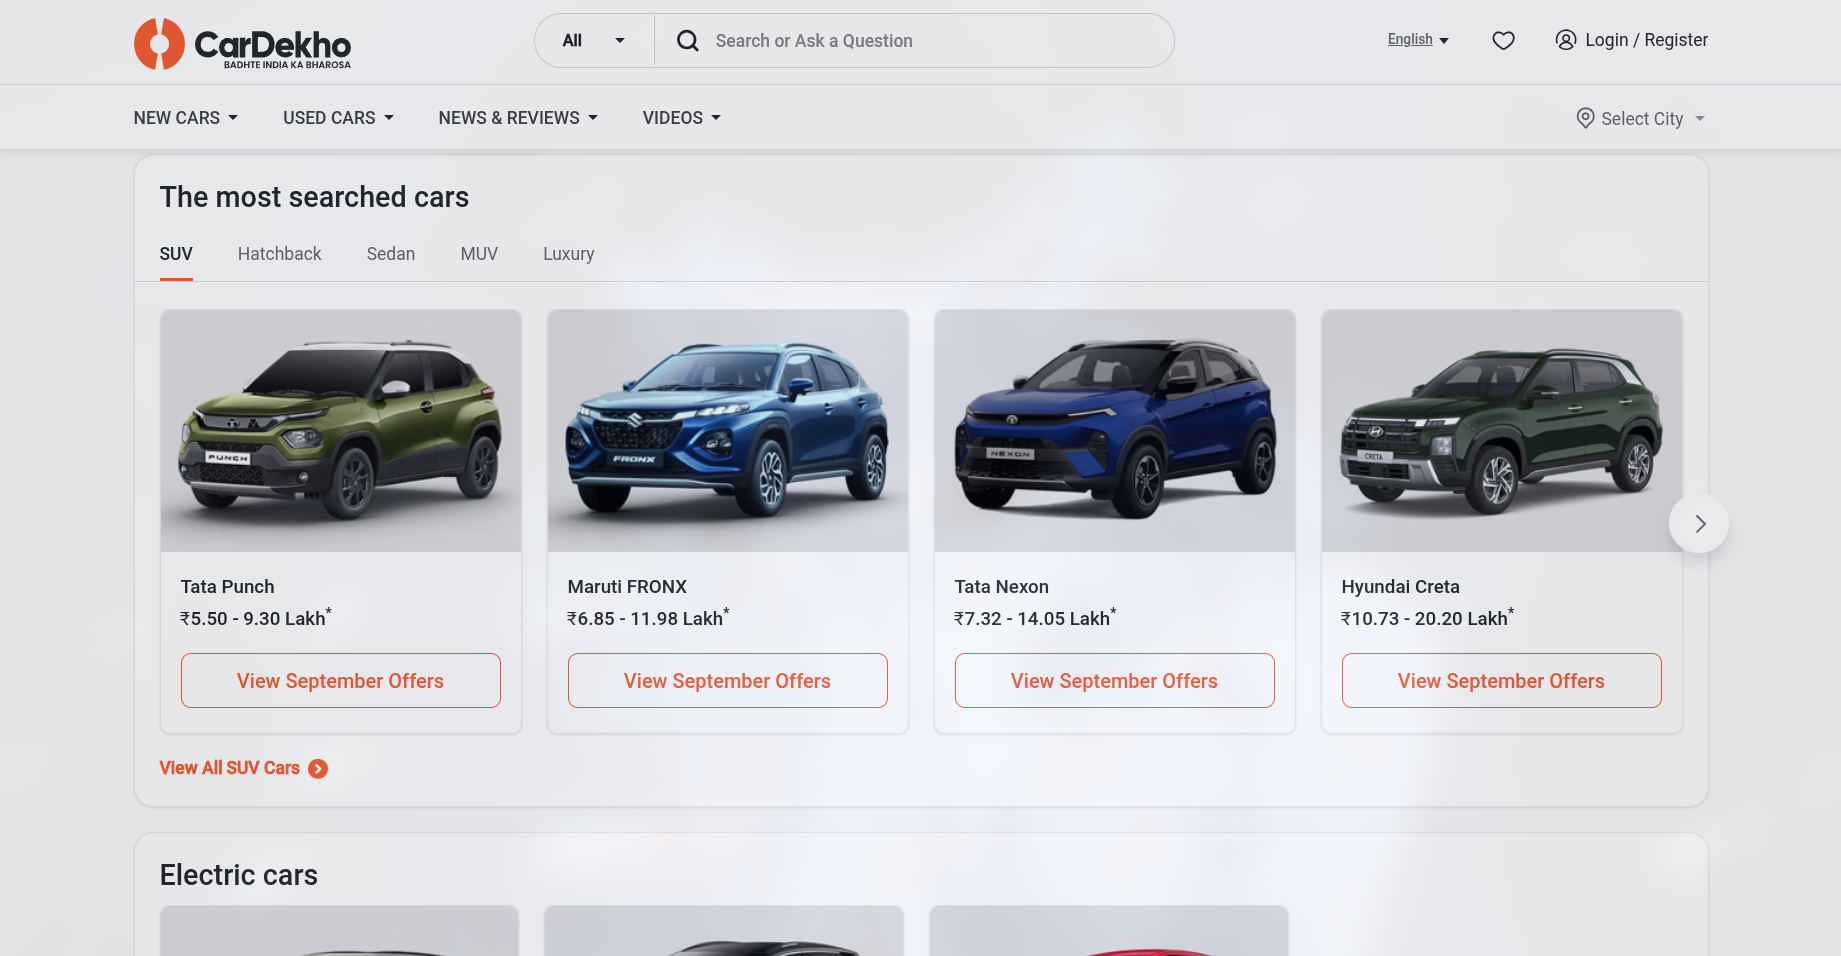 CarDekho
BADHTE INDIA KA BHAROSA
All
Search or Ask a Question
English
Login / Register
NEW CARS
USED CARS
NEWS & REVIEWS
VIDEOS
Select City
The most searched cars
SUV
Hatchback
Sedan
MUV
Luxury
PUNCH
FRONX
NEXON
CRETA
Tata Punch
₹5.50 - 9.30 Lakh*
View September Offers
Maruti FRONX
₹6.85 - 11.98 Lakh*
View September Offers
Tata Nexon
₹7.32 - 14.05 Lakh*
View September Offers
Hyundai Creta
₹10.73 - 20.20 Lakh*
View September Offers
View All SUV Cars
Electric cars